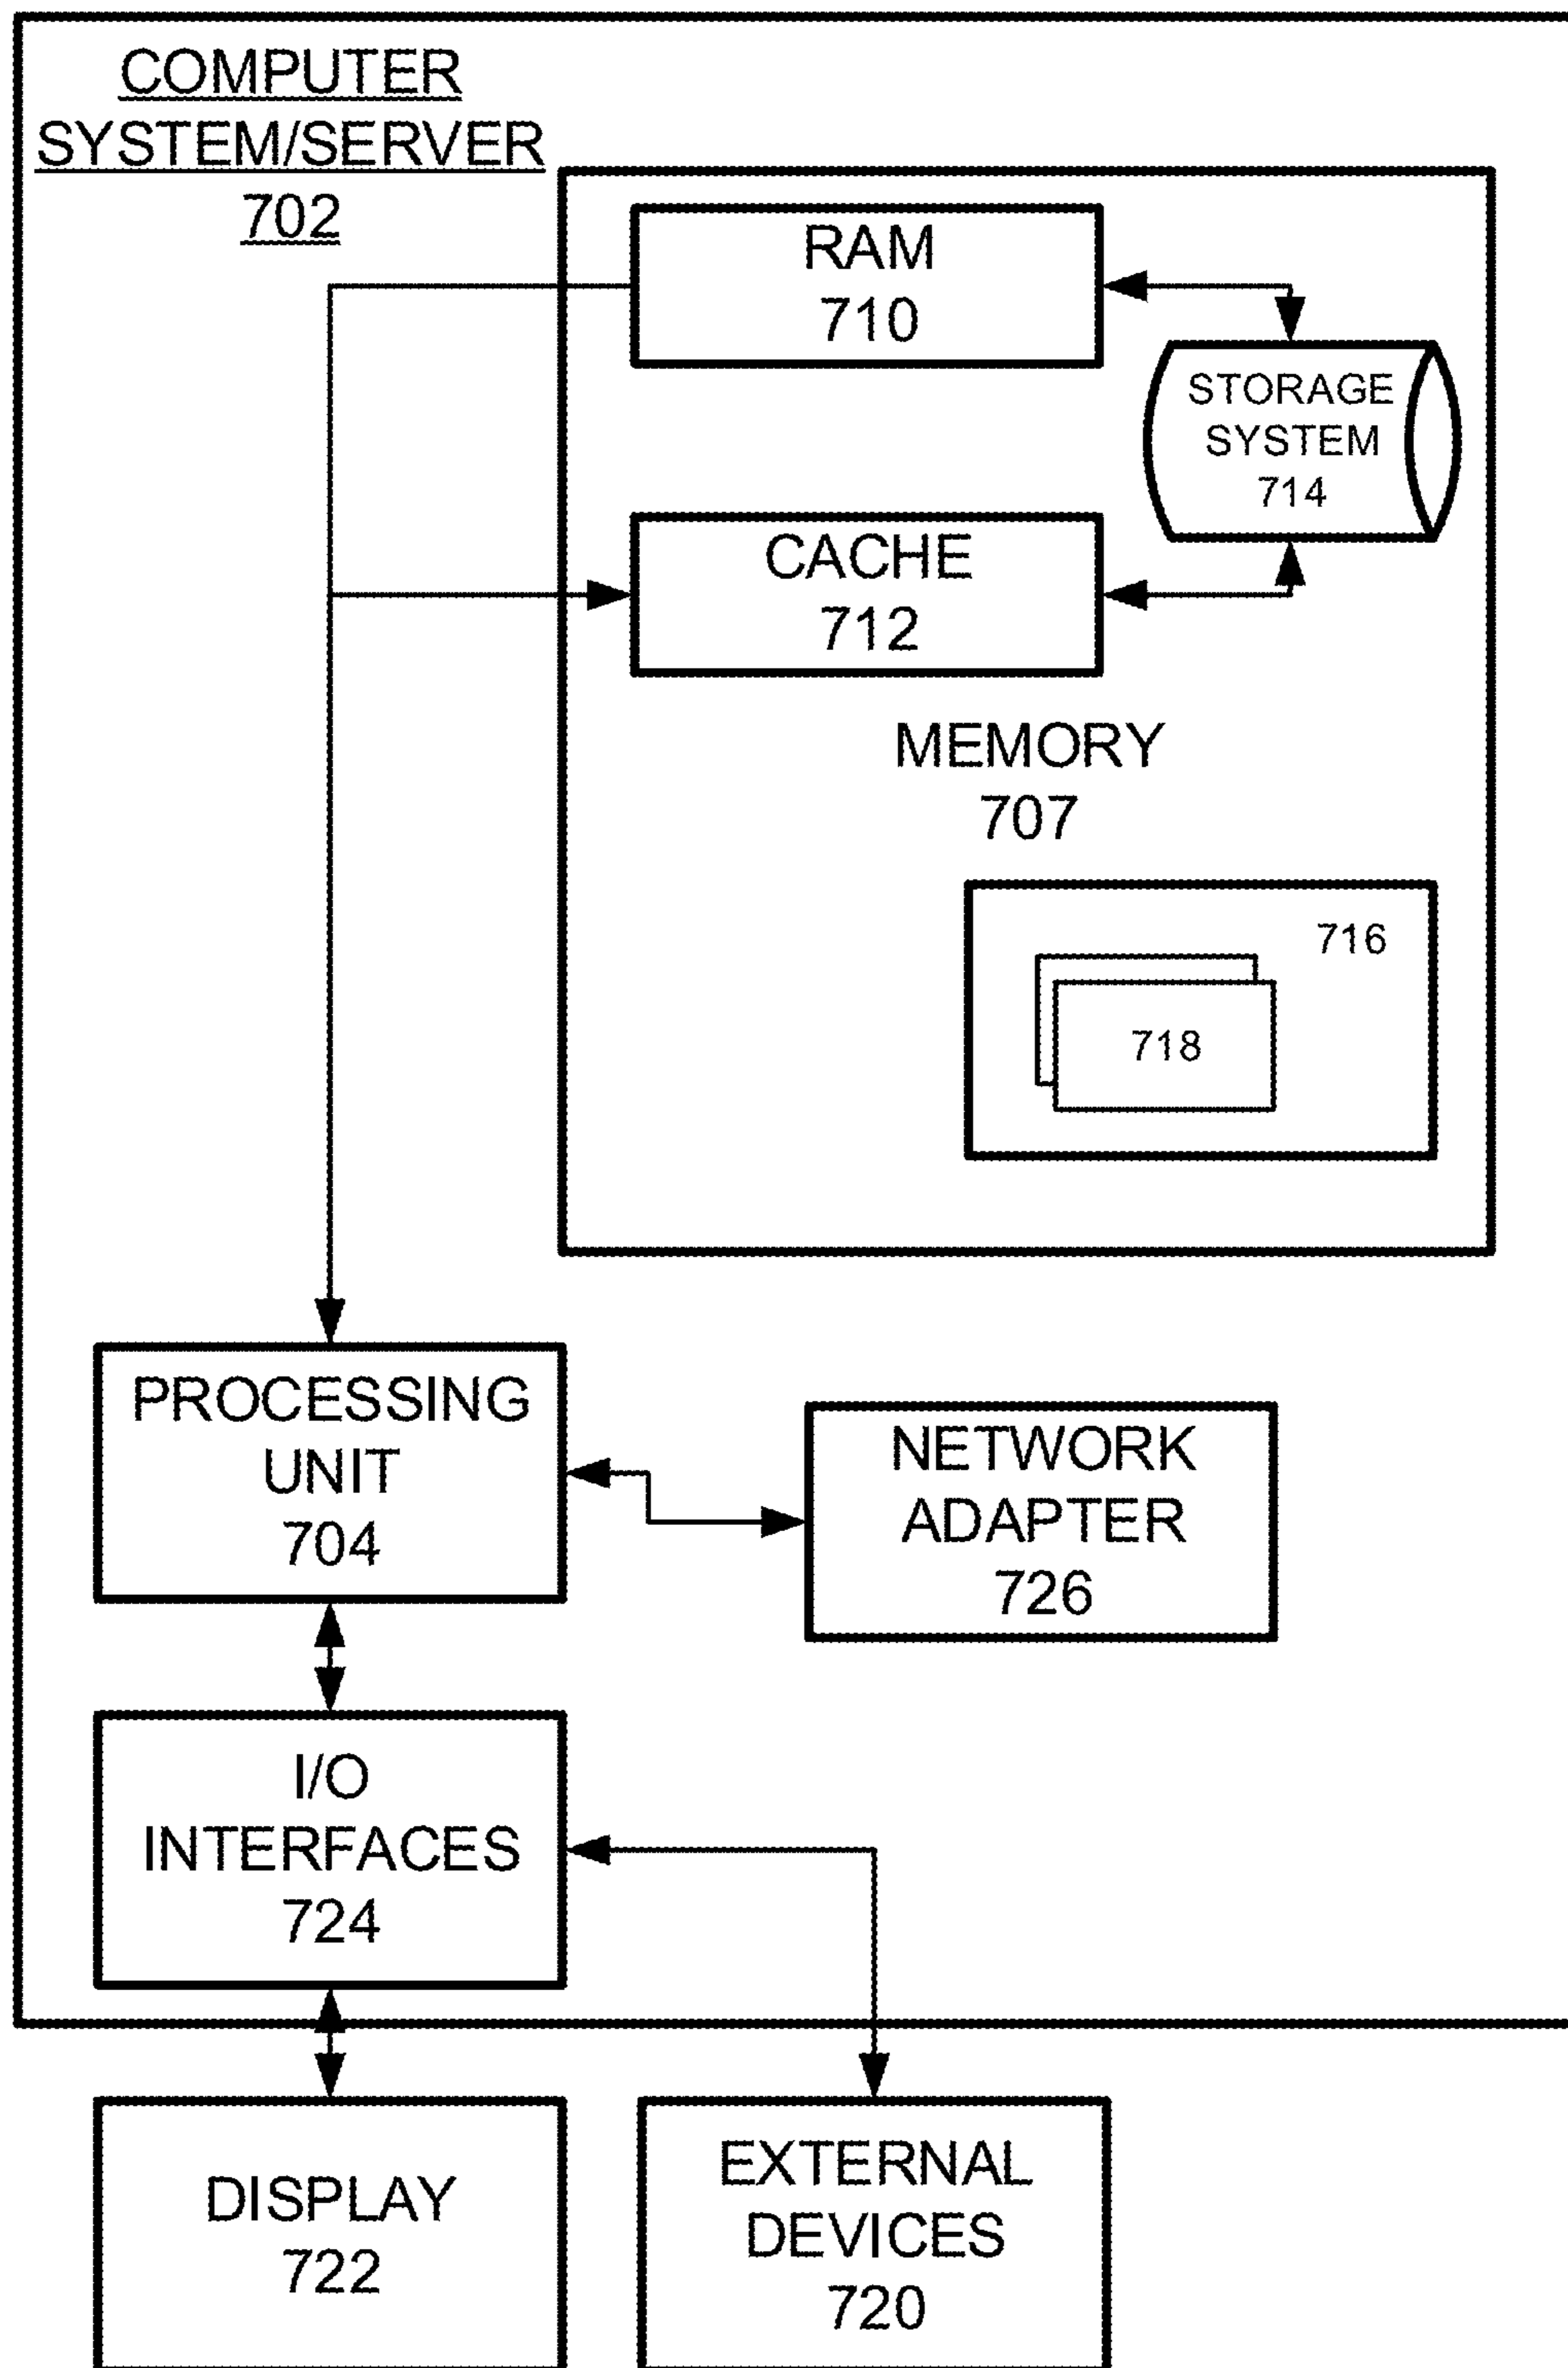 COMPUTER
SYSTEM/SERVER
702
RAM
710
STORAGE
SYSTEM
714
CACHE
712
MEMORY
707
716
718
PROCESSING
UNIT
704
NETWORK
ADAPTER
726
I/O
INTERFACES
724
DISPLAY
722
EXTERNAL
DEVICES
720